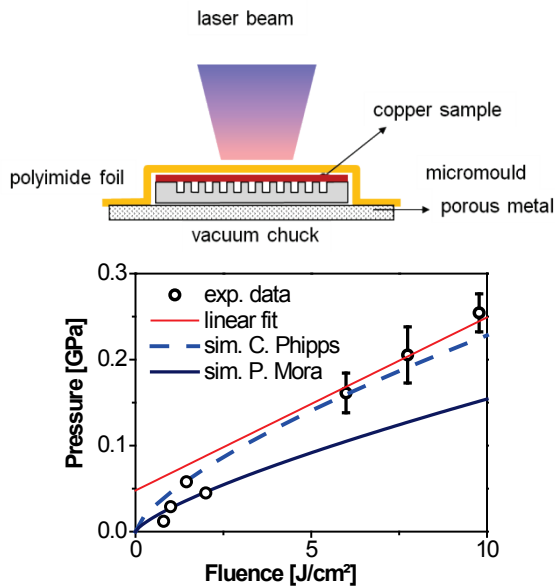 laser beam
copper sample
polyimide foil
micromould
porous metal
vacuum chuck
0.3
0.2
0.1
0.0
Pressure [GPa]
exp. data
linear fit
sim. C. Phipps
sim. P. Mora
0
5
10
Fluence [J/cm²]